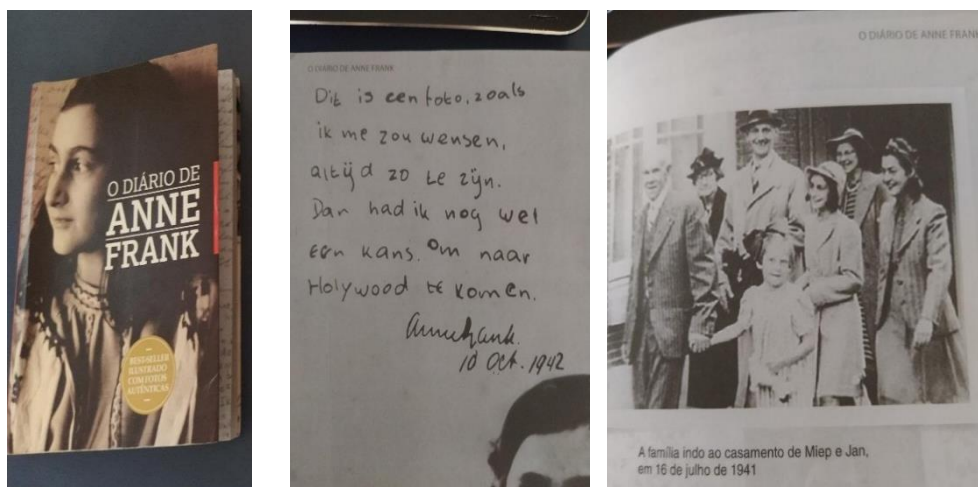 O DIÁRIO DE
ANNE
FRANK
BEST-SELLER
ILUSTRADO
COM FOTOS
AUTÊNTICAS
O DIÁRIO DE ANNE FRANK
Dit is een foto, zoals
ik me zou wensen,
altijd zo te zijn.
Dan had ik nog wel
een kans om naar
Holywood te komen.
Annefrank.
10 Oct. 1942
O DIÁRIO DE ANNE FRANK
A família indo ao casamento de Miep e Jan,
em 16 de julho de 1941